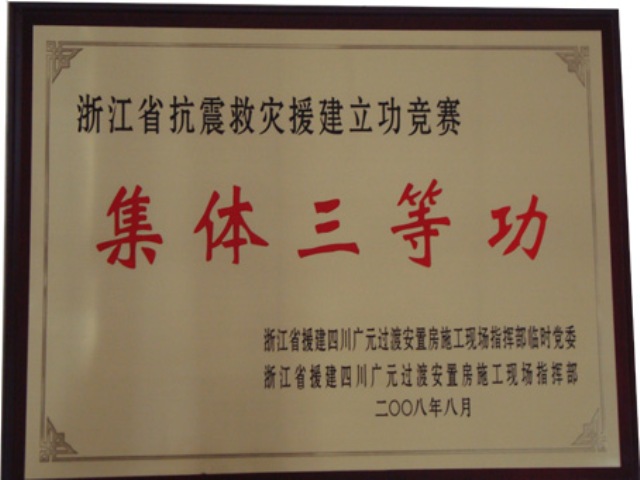 浙江省抗震救灾援建立功竞赛
集体三等功
浙江省援建四川广元过渡安置房施工现场指挥部临时党委
浙江省援建四川广元过渡安置房施工现场指挥部
二〇〇八年八月